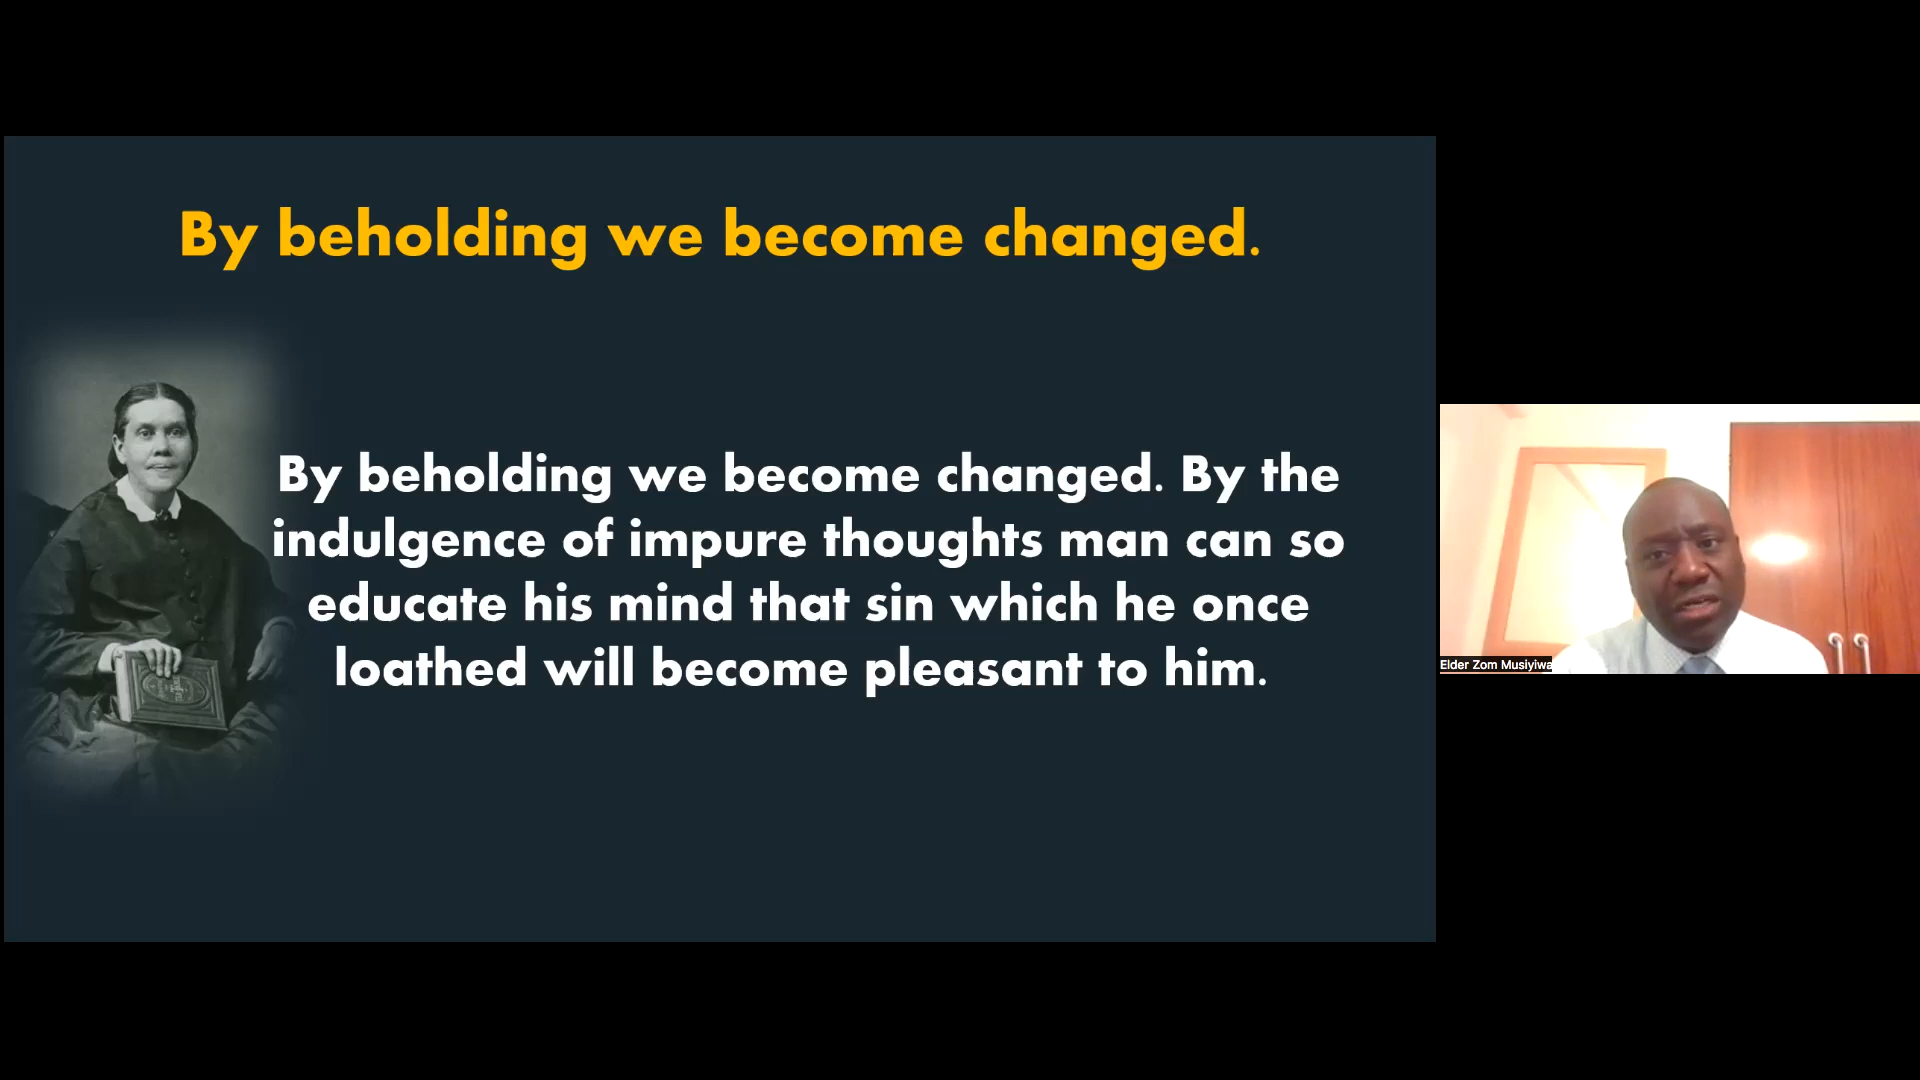 By beholding we become changed.
By beholding we become changed. By the
indulgence of impure thoughts man can so
educate his mind that sin which he once
loathed will become pleasant to him.
Elder Zom Musiyiwa